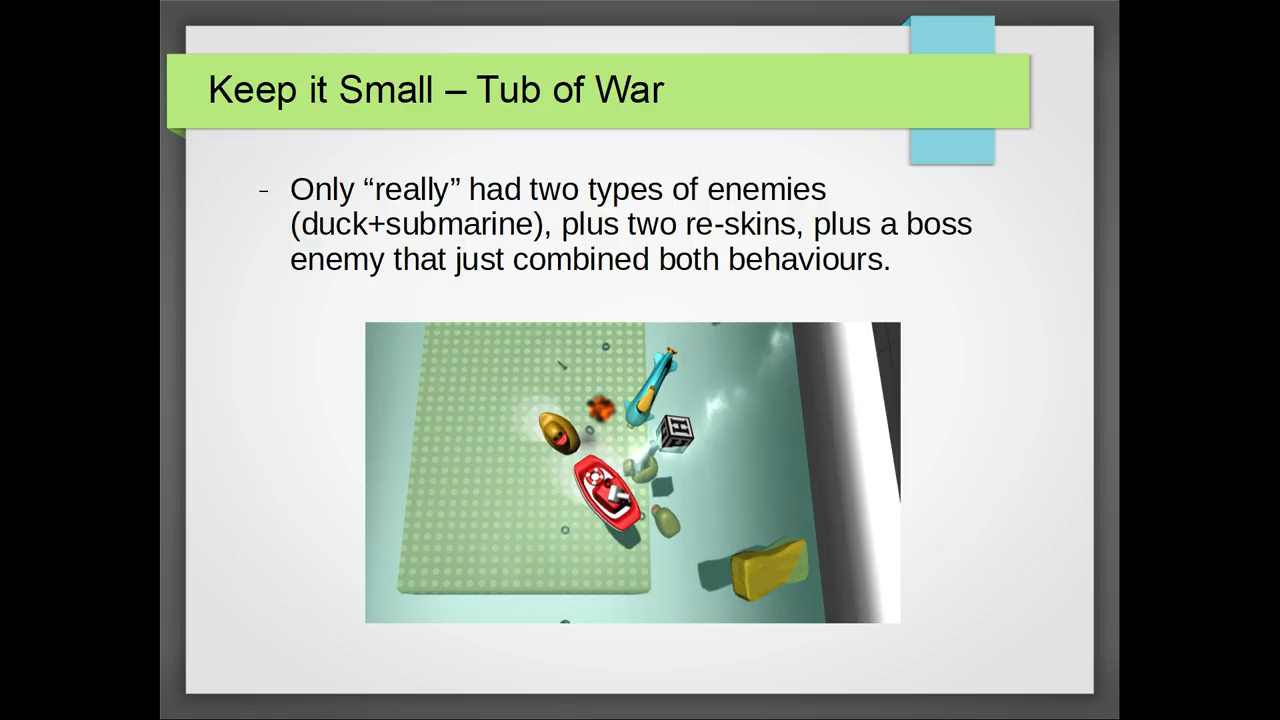 Keep it Small – Tub of War
- Only “really” had two types of enemies
(duck+submarine), plus two re-skins, plus a boss
enemy that just combined both behaviours.
H